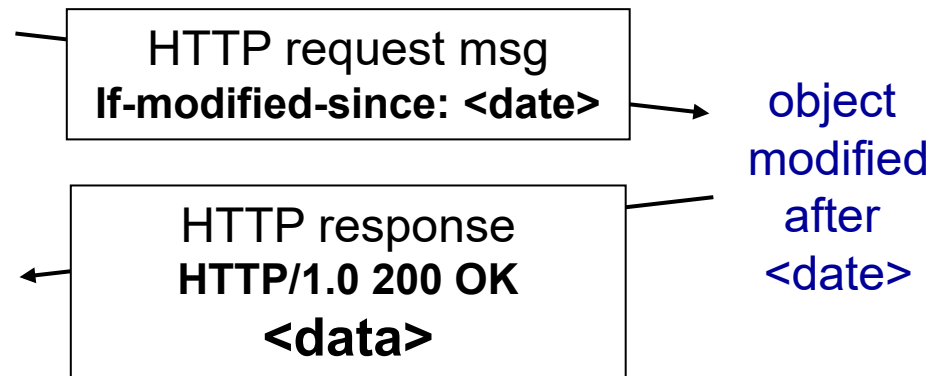 HTTP request msg
If-modified-since: <date>
object
modified
after
<date>
HTTP response
HTTP/1.0 200 OK
<data>